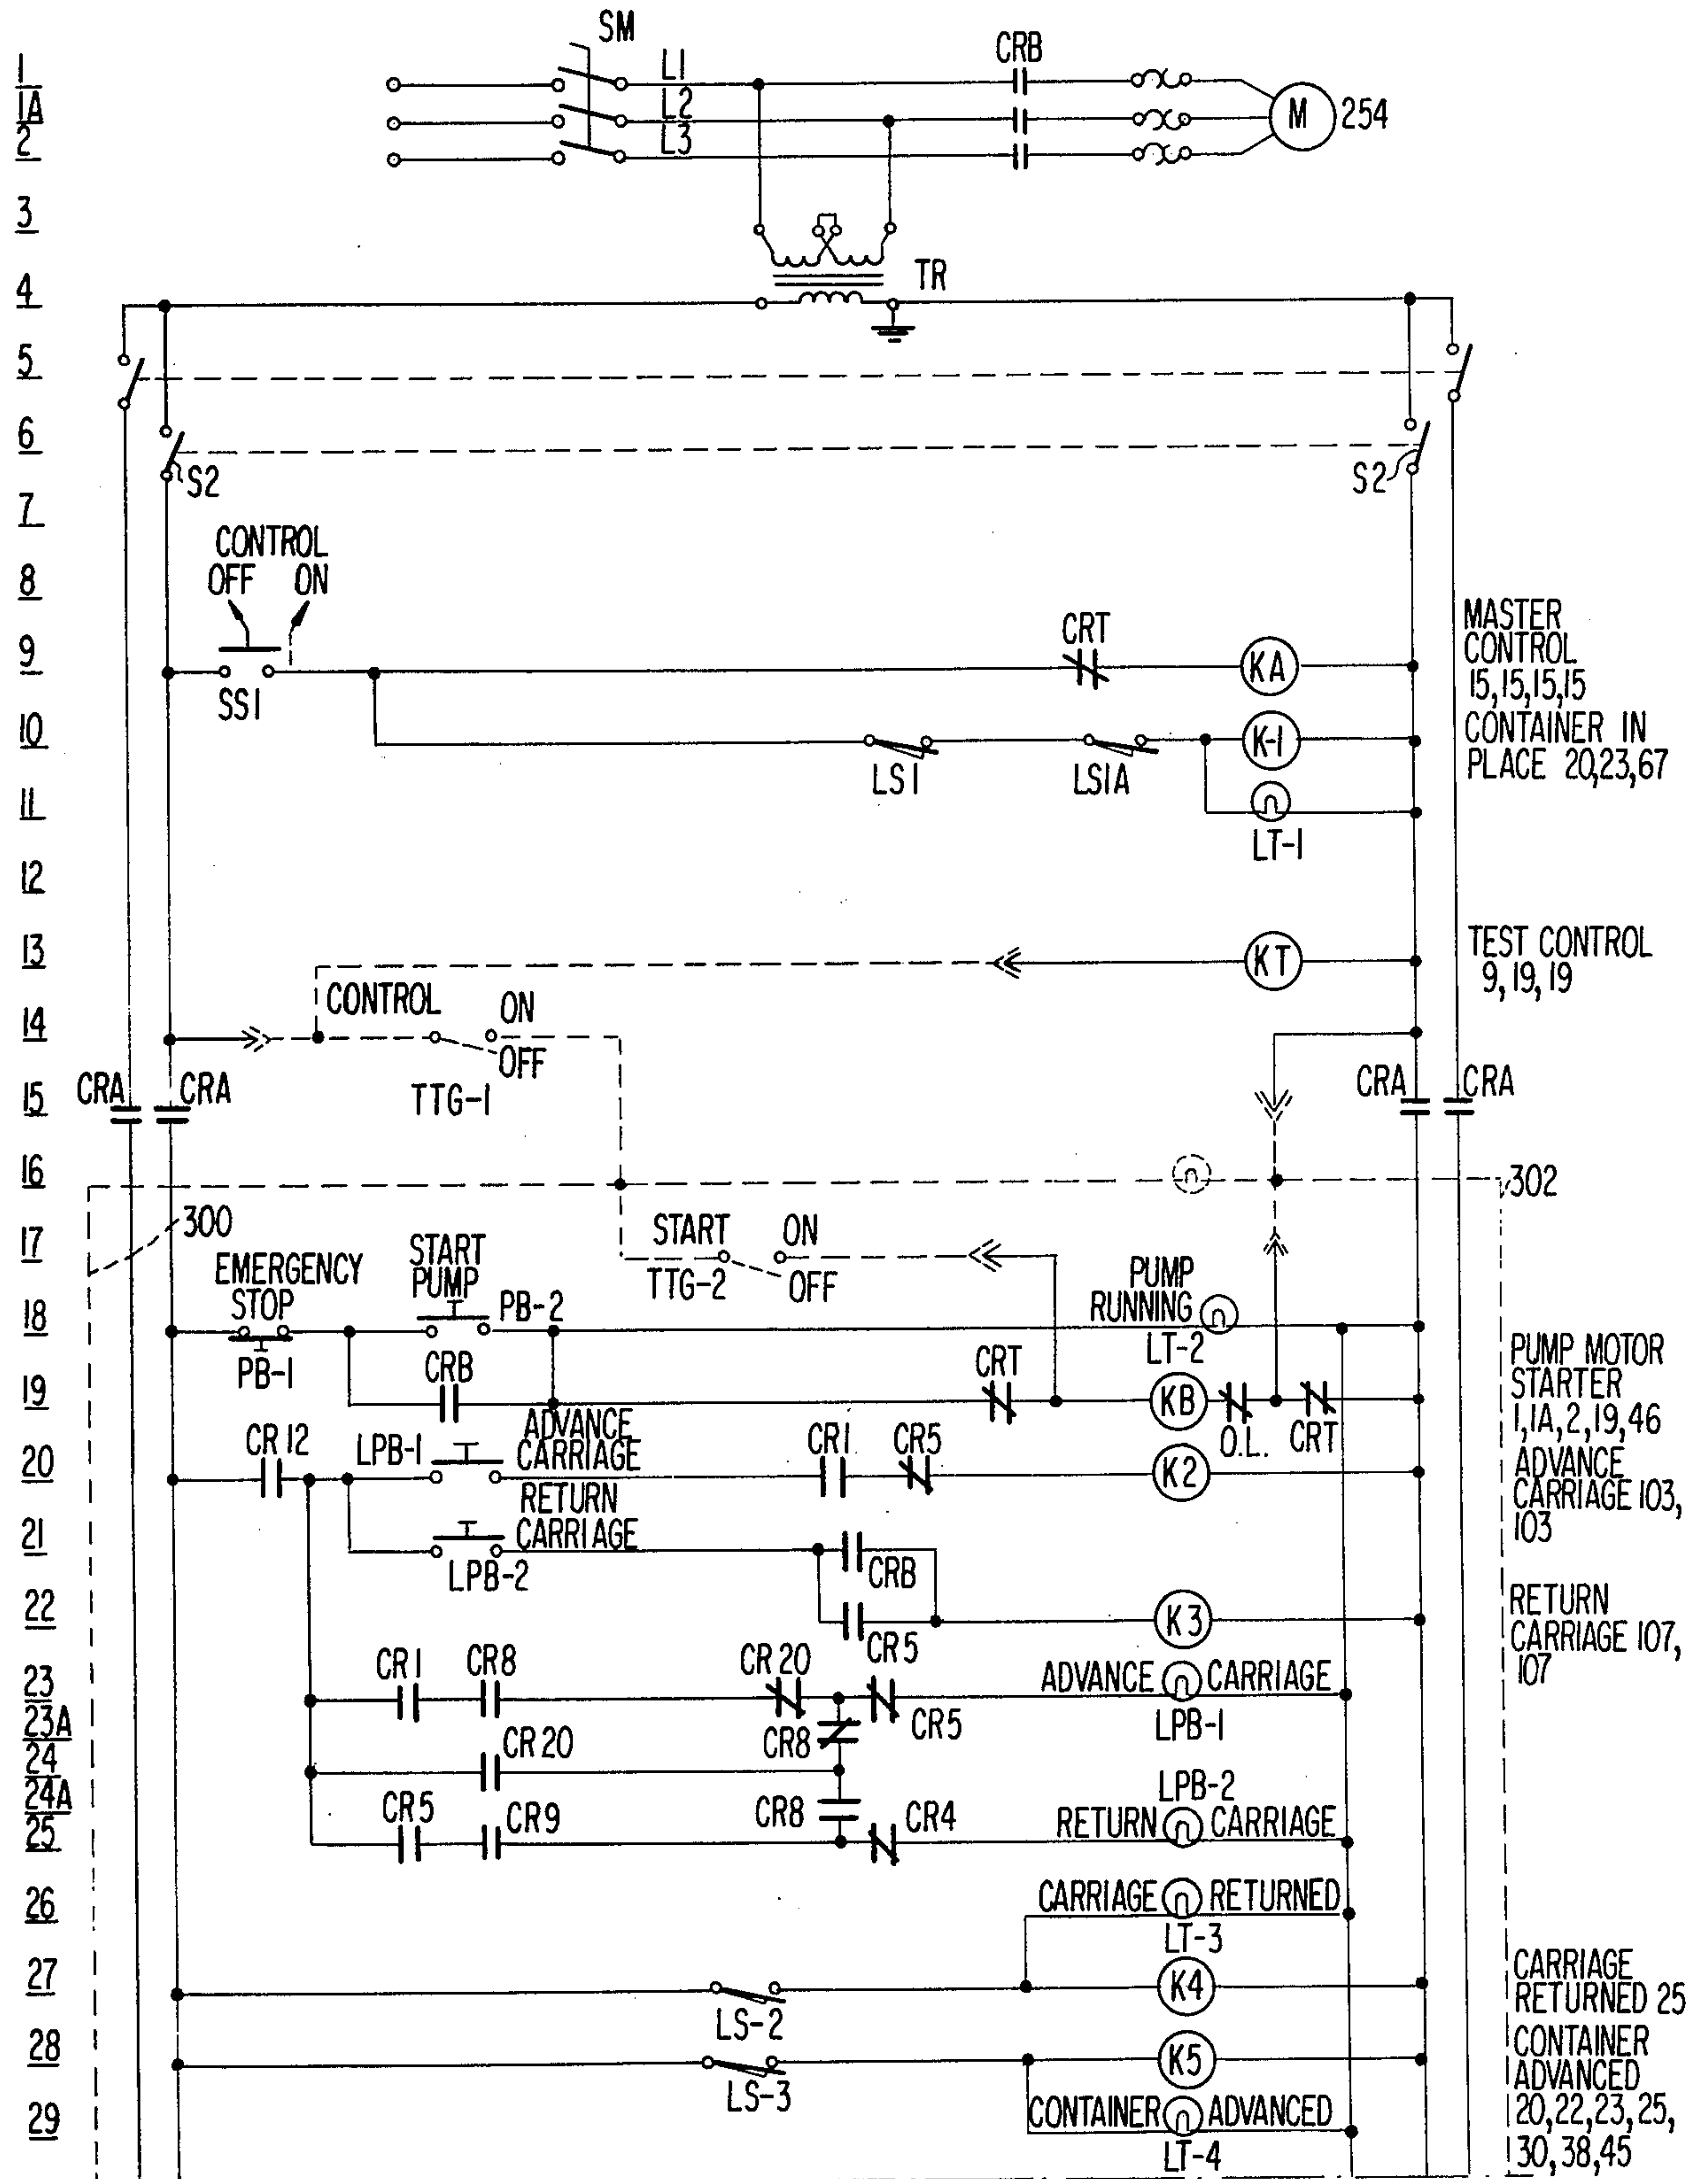 SM
1
L1
CRB
1A
L2
M
254
2
L3
3
4
TR
5
6
S2
S2
7
CONTROL
8
OFF ON
9
SS1
CRT
KA
MASTER
CONTROL
15,15,15,15
10
LS1
LS1A
K-1
CONTAINER IN
PLACE 20,23,67
11
LT-1
12
13
KT
TEST CONTROL
9,19,19
14
CONTROL
ON
OFF
TTG-1
15
CRA
CRA
CRA
CRA
16
302
300
17
START
ON
TTG-2
OFF
EMERGENCY
STOP
START
PUMP
PB-2
PUMP
RUNNING
18
PB-1
LT-2
19
CRB
CRT
KB
O.L.
CRT
PUMP MOTOR
STARTER
1,1A,2,19,46
20
CR12
LPB-1
ADVANCE
CARRIAGE
CR1
CR5
K2
ADVANCE
CARRIAGE 103,
103
21
RETURN
CARRIAGE
LPB-2
CRB
22
CR5
K3
RETURN
CARRIAGE 107,
107
23
CR1
CR8
CR20
CR5
ADVANCE CARRIAGE
LPB-1
23A
CR8
24
CR20
24A
CR8
LPB-2
25
CR5
CR9
CR4
RETURN CARRIAGE
26
CARRIAGE RETURNED
LT-3
27
LS-2
K4
CARRIAGE
RETURNED 25
28
LS-3
K5
CONTAINER
ADVANCED
20,22,23,25,
30,38,45
29
CONTAINER ADVANCED
LT-4